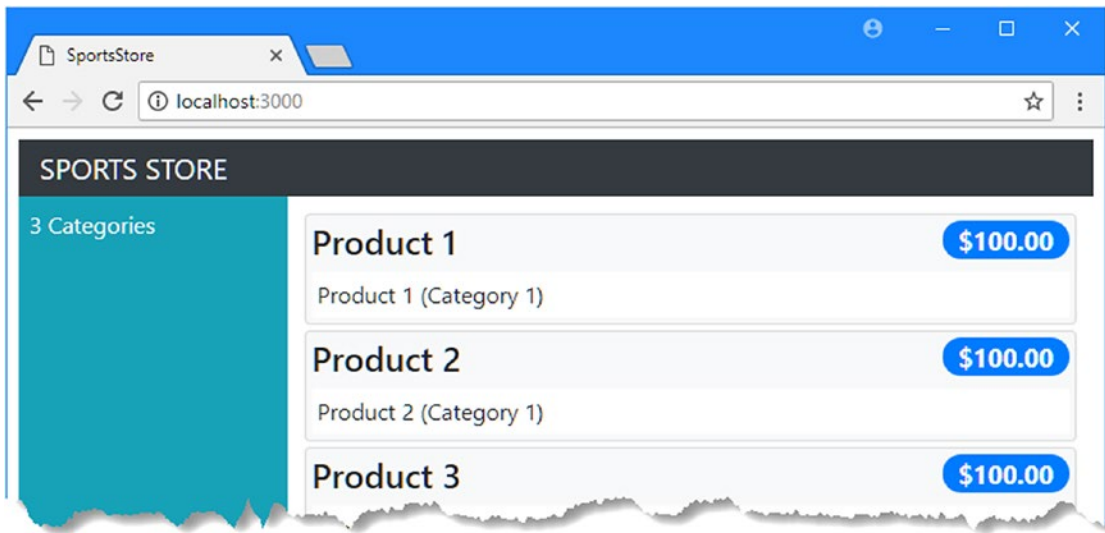 SportsStore
localhost:3000
SPORTS STORE
3 Categories
Product 1
$100.00
Product 1 (Category 1)
Product 2
$100.00
Product 2 (Category 1)
Product 3
$100.00